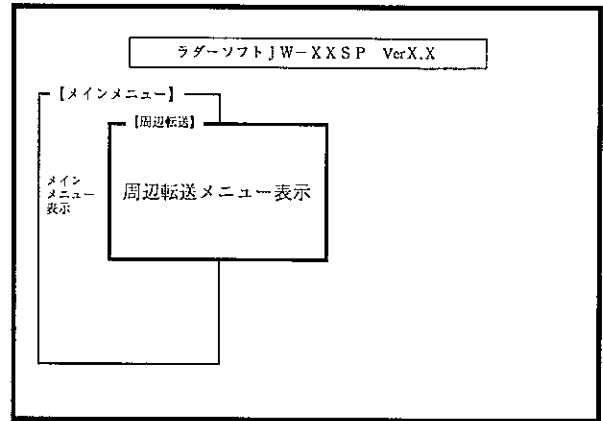 ラダーソフトJW－XXSP VerX.X
【メインメニュー】
【周辺転送】
メイン
メニュー
表示
周辺転送メニュー表示